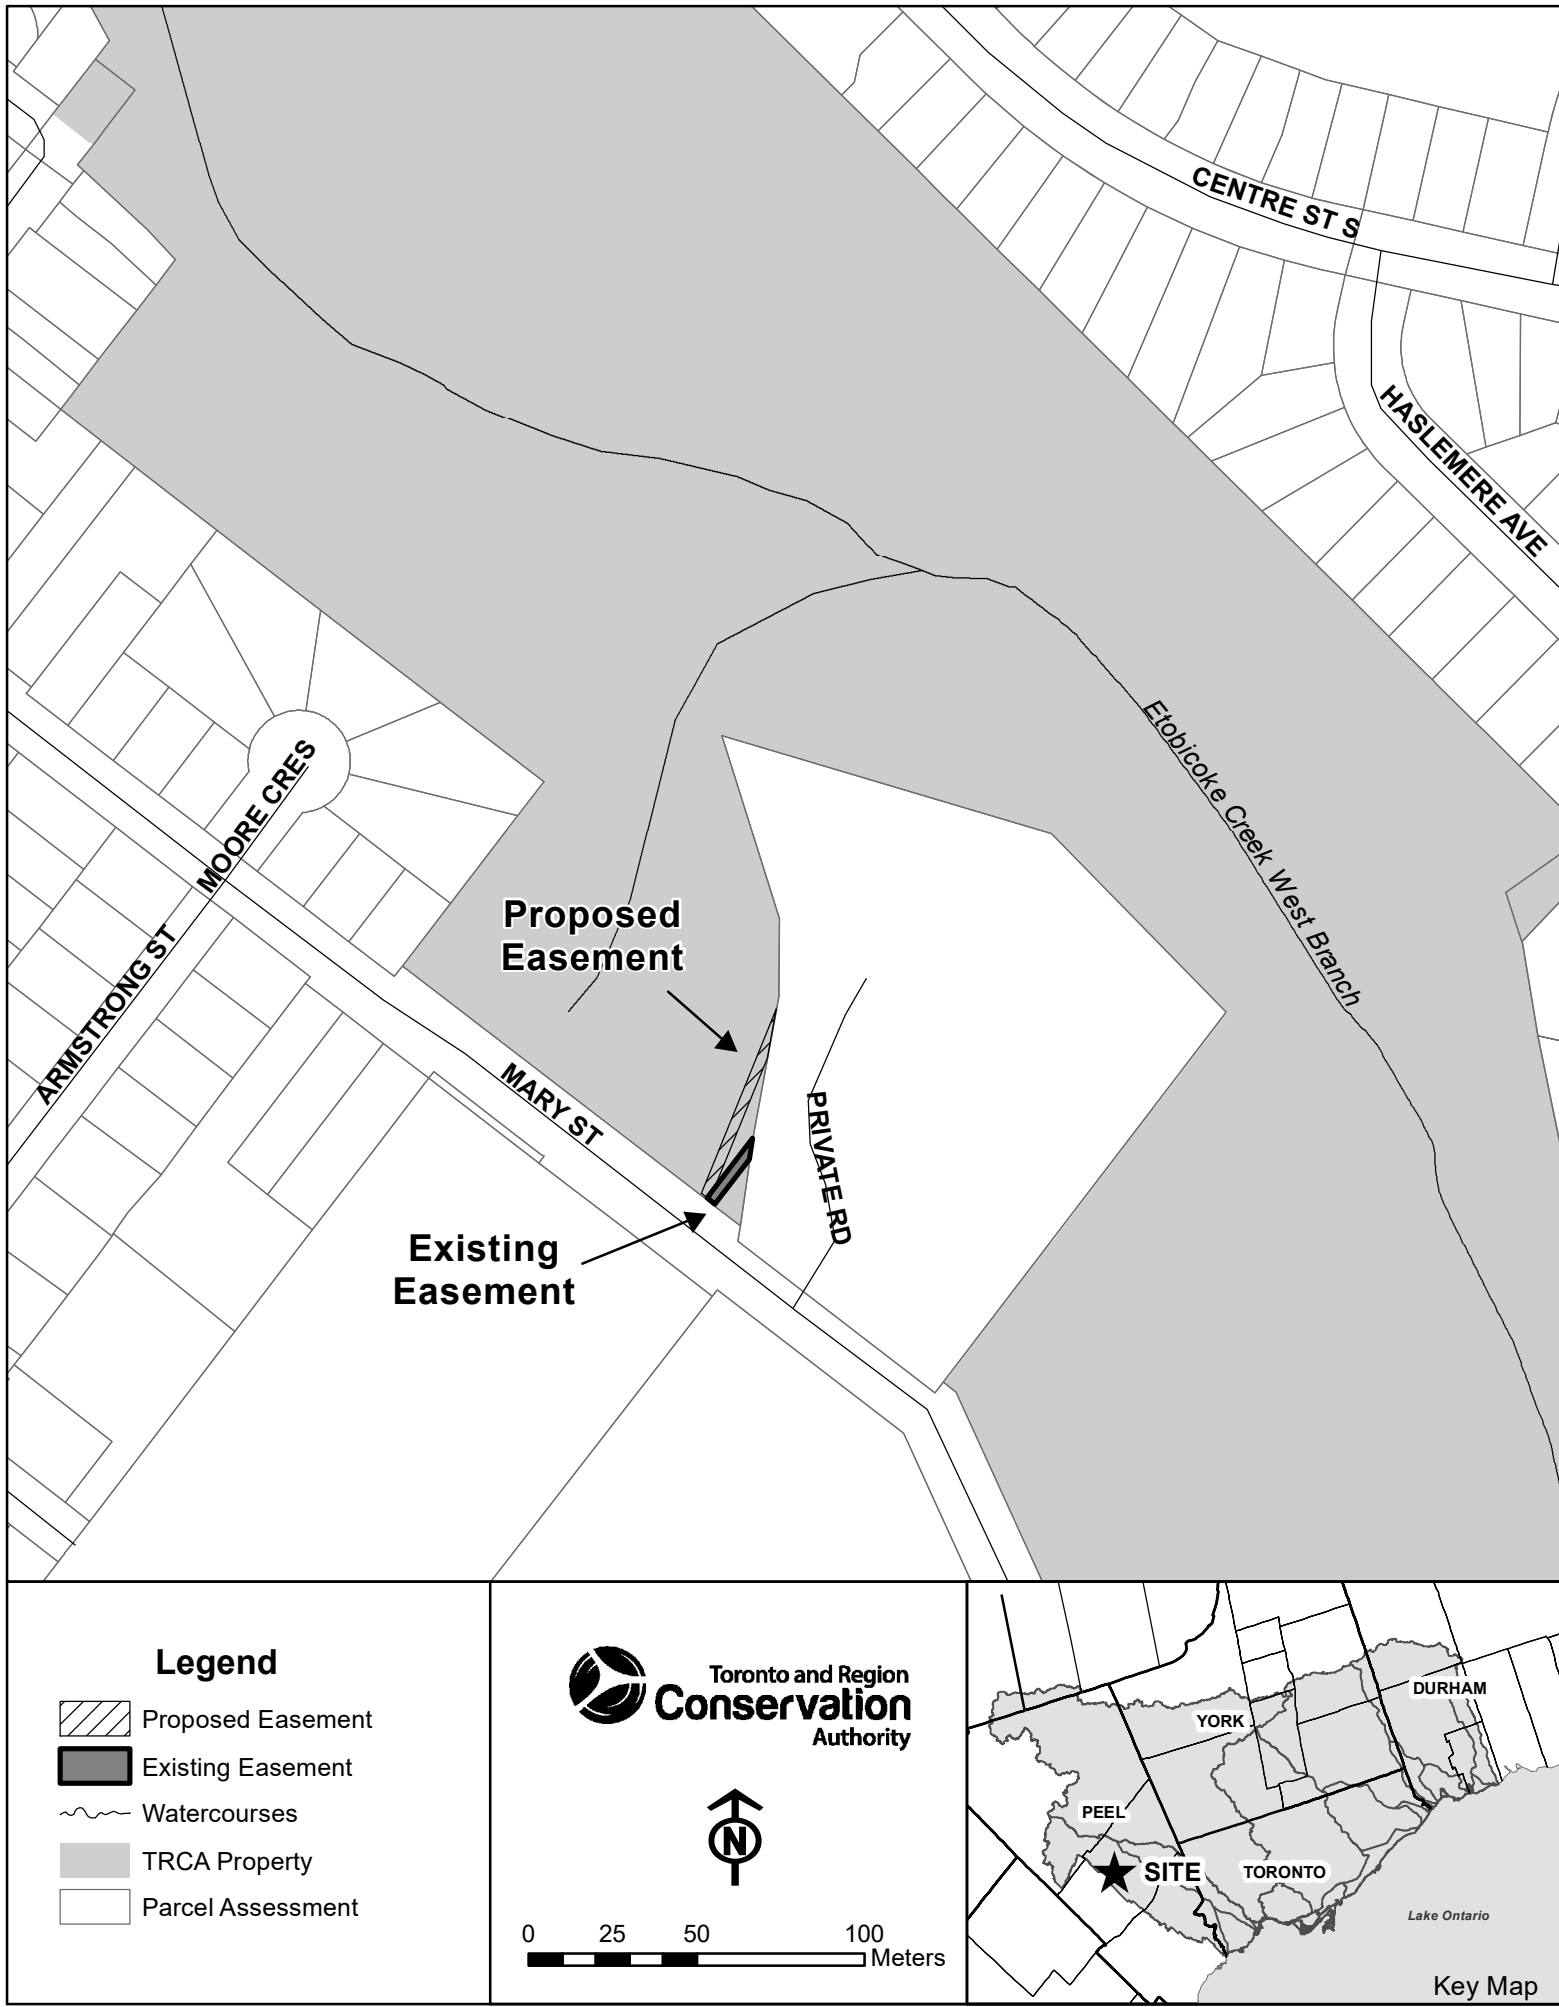 CENTRE ST S
HASLEMERE AVE
Etobicoke Creek West Branch
MOORE CRES
ARMSTRONG ST
Proposed
Easement
MARY ST
PRIVATE RD
Existing
Easement
Legend
Proposed Easement
Existing Easement
Watercourses
TRCA Property
Parcel Assessment
Toronto and Region
Conservation
Authority
N
0 25 50 100
Meters
DURHAM
YORK
PEEL
SITE
TORONTO
Lake Ontario
Key Map